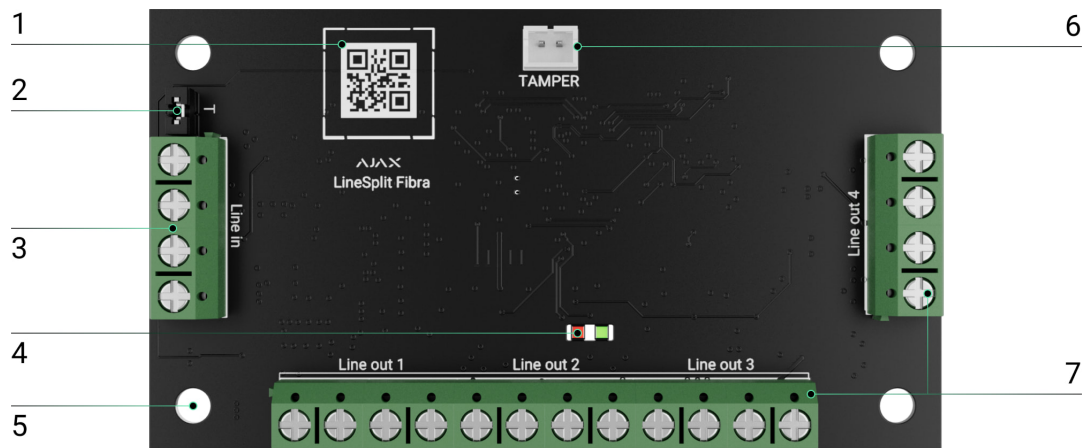 1
6
TAMPER
2
T
AJAX
LineSplit Fibra
Line in
3
Line out 4
4
Line out 1
Line out 2
Line out 3
5
7